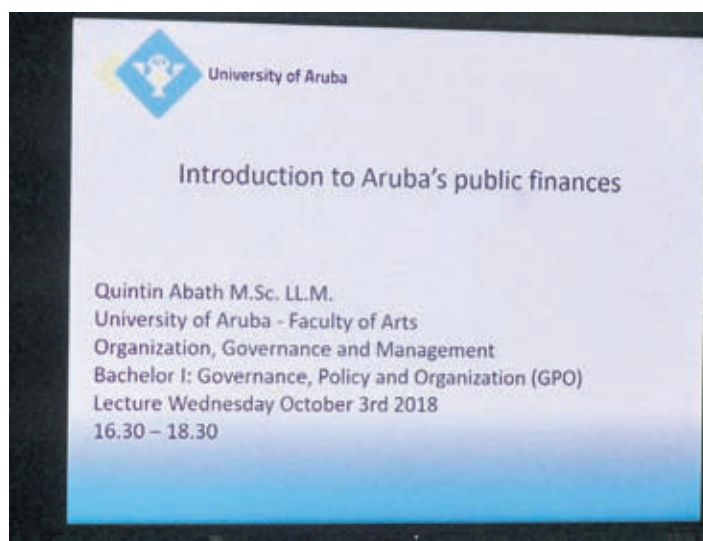 University of Aruba
Introduction to Aruba's public finances
Quintin Abath M.Sc. LL.M.
University of Aruba - Faculty of Arts
Organization, Governance and Management
Bachelor I: Governance, Policy and Organization (GPO)
Lecture Wednesday October 3rd 2018
16.30 – 18.30